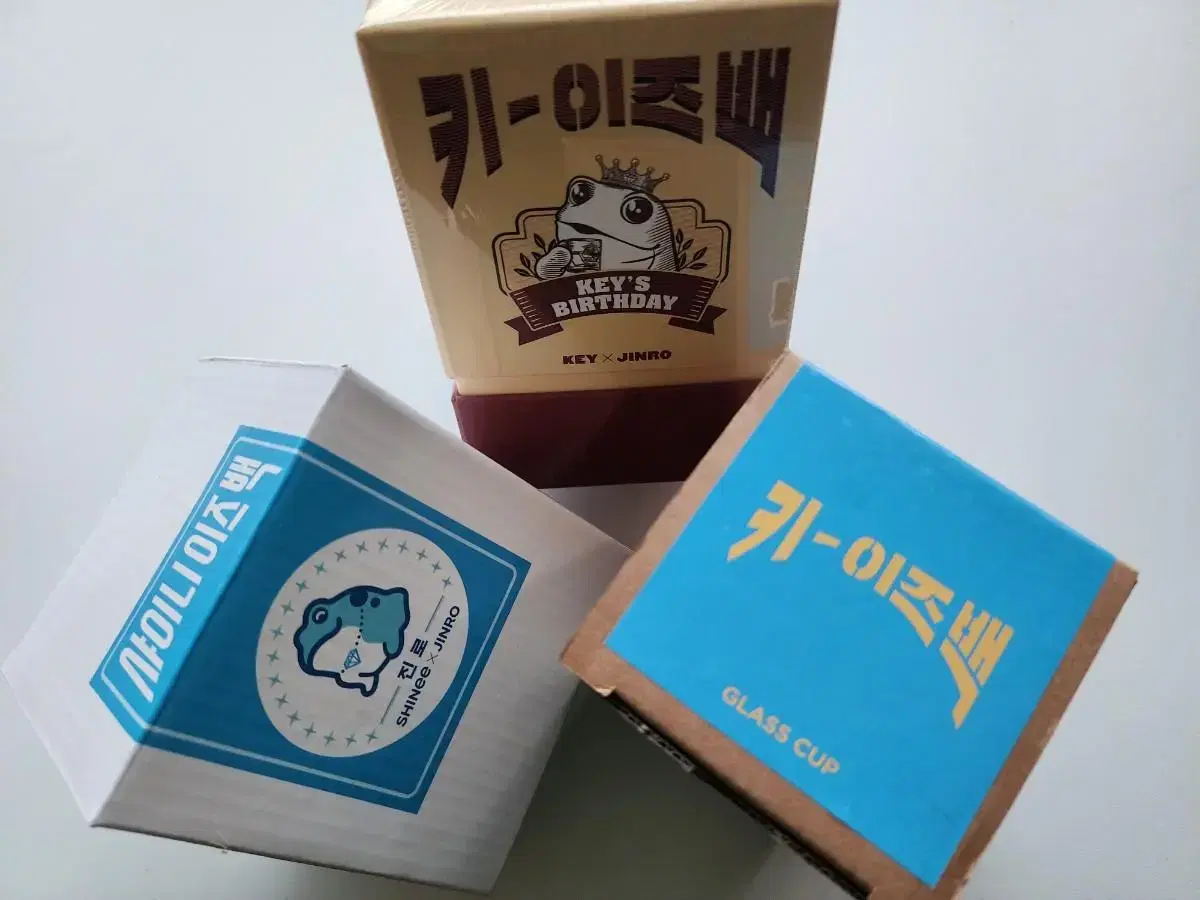 키-이즈백
KEY'S
BIRTHDAY
KEY × JINRO
샤이니 이즈 백
진로
SHINee × JINRO
키-이즈백
GLASS CUP